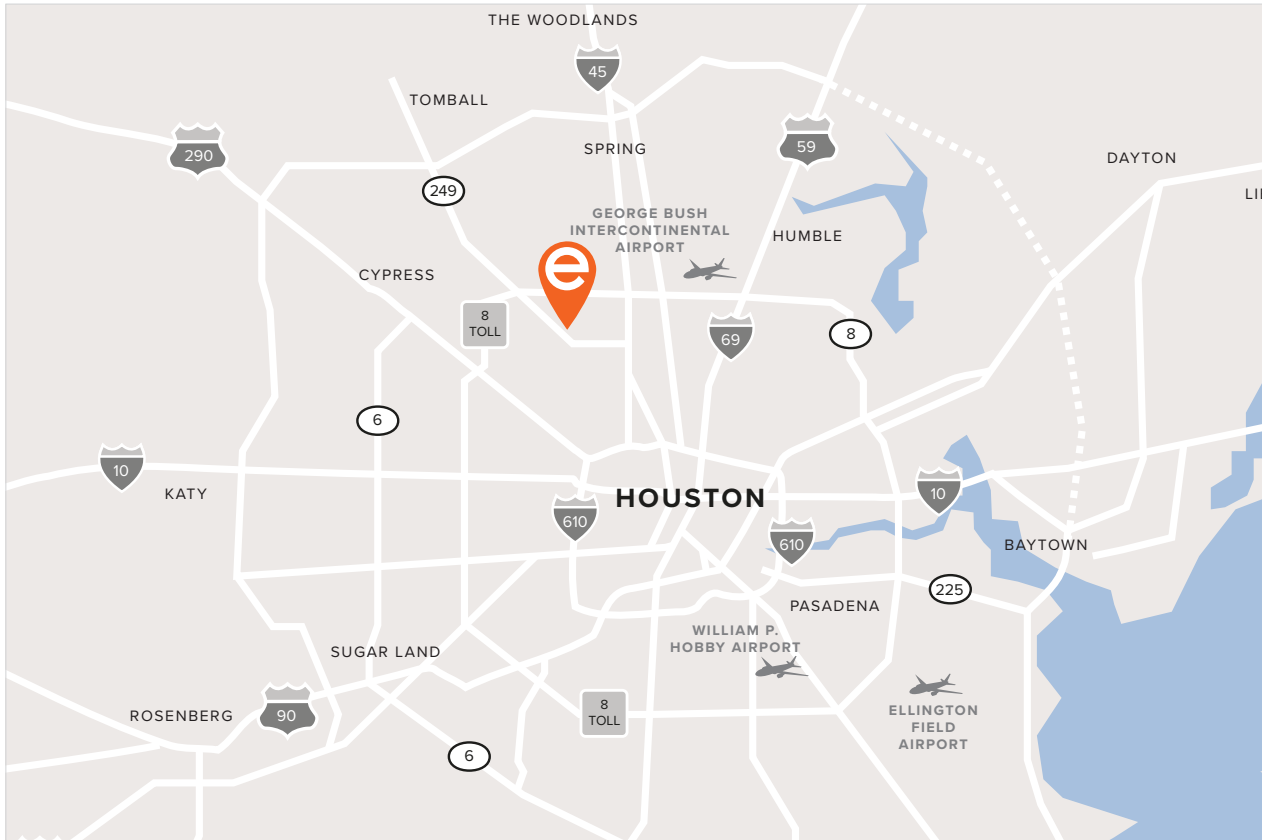 THE WOODLANDS
45
TOMBALL
290
SPRING
59
DAYTON
249
GEORGE BUSH
INTERCONTINENTAL
AIRPORT
HUMBLE
e
CYPRESS
8
TOLL
69
8
6
10
KATY
HOUSTON
10
610
610
BAYTOWN
225
PASADENA
WILLIAM P.
HOBBY AIRPORT
SUGAR LAND
ROSENBERG
90
8
TOLL
ELLINGTON
FIELD
AIRPORT
6